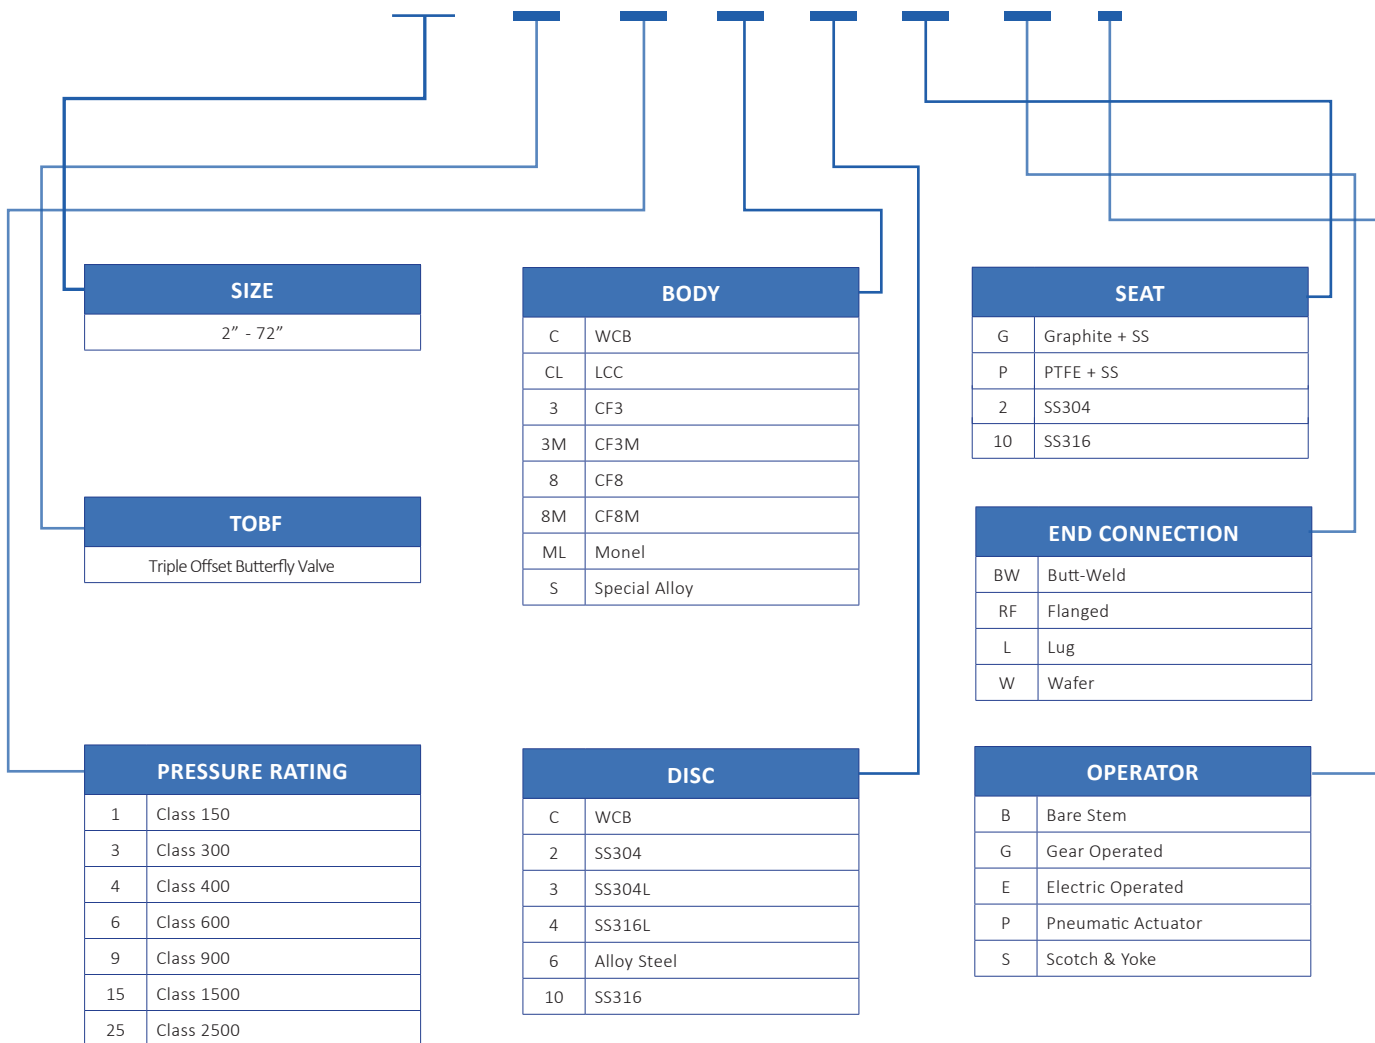 SIZE
2” - 72”
TOBF
Triple Offset Butterfly Valve
PRESSURE RATING
1 Class 150
3 Class 300
4 Class 400
6 Class 600
9 Class 900
15 Class 1500
25 Class 2500
BODY
C WCB
CL LCC
3 CF3
3M CF3M
8 CF8
8M CF8M
ML Monel
S Special Alloy
DISC
C WCB
2 SS304
3 SS304L
4 SS316L
6 Alloy Steel
10 SS316
SEAT
G Graphite + SS
P PTFE + SS
2 SS304
10 SS316
END CONNECTION
BW Butt-Weld
RF Flanged
L Lug
W Wafer
OPERATOR
B Bare Stem
G Gear Operated
E Electric Operated
P Pneumatic Actuator
S Scotch & Yoke